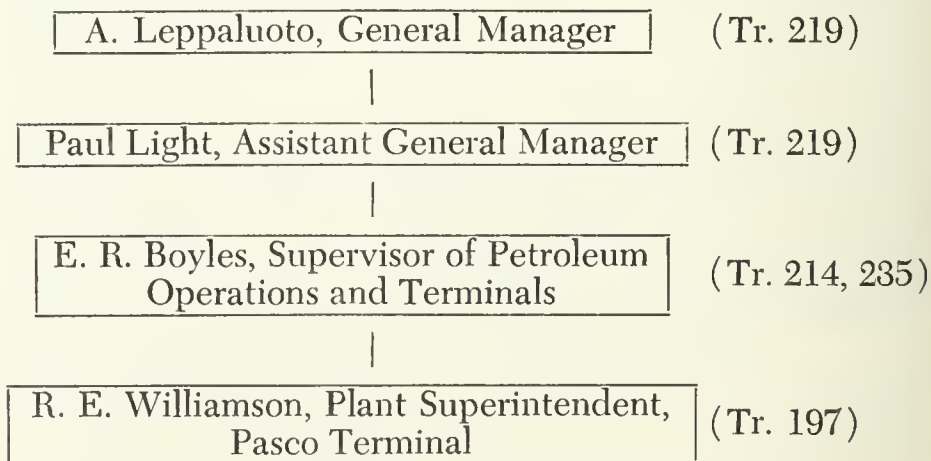 A. Leppaluoto, General Manager (Tr. 219)
Paul Light, Assistant General Manager (Tr. 219)
E. R. Boyles, Supervisor of Petroleum
Operations and Terminals (Tr. 214, 235)
R. E. Williamson, Plant Superintendent,
Pasco Terminal (Tr. 197)